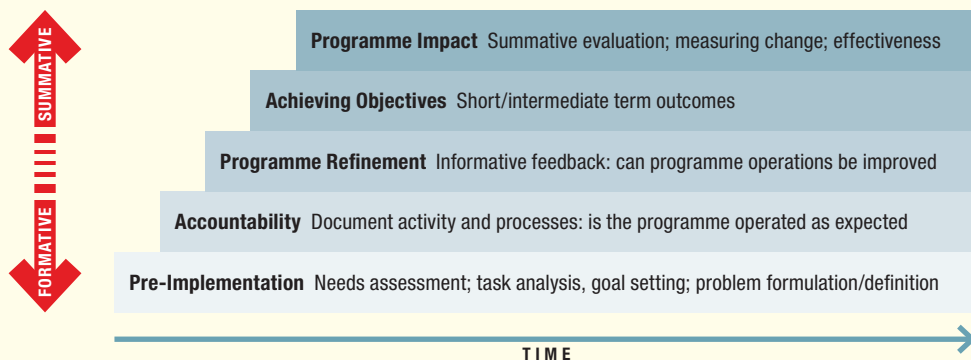 SUMMATIVE
FORMATIVE
Programme Impact Summative evaluation; measuring change; effectiveness
Achieving Objectives Short/intermediate term outcomes
Programme Refinement Informative feedback: can programme operations be improved
Accountability Document activity and processes: is the programme operated as expected
Pre-Implementation Needs assessment; task analysis, goal setting; problem formulation/definition
TIME